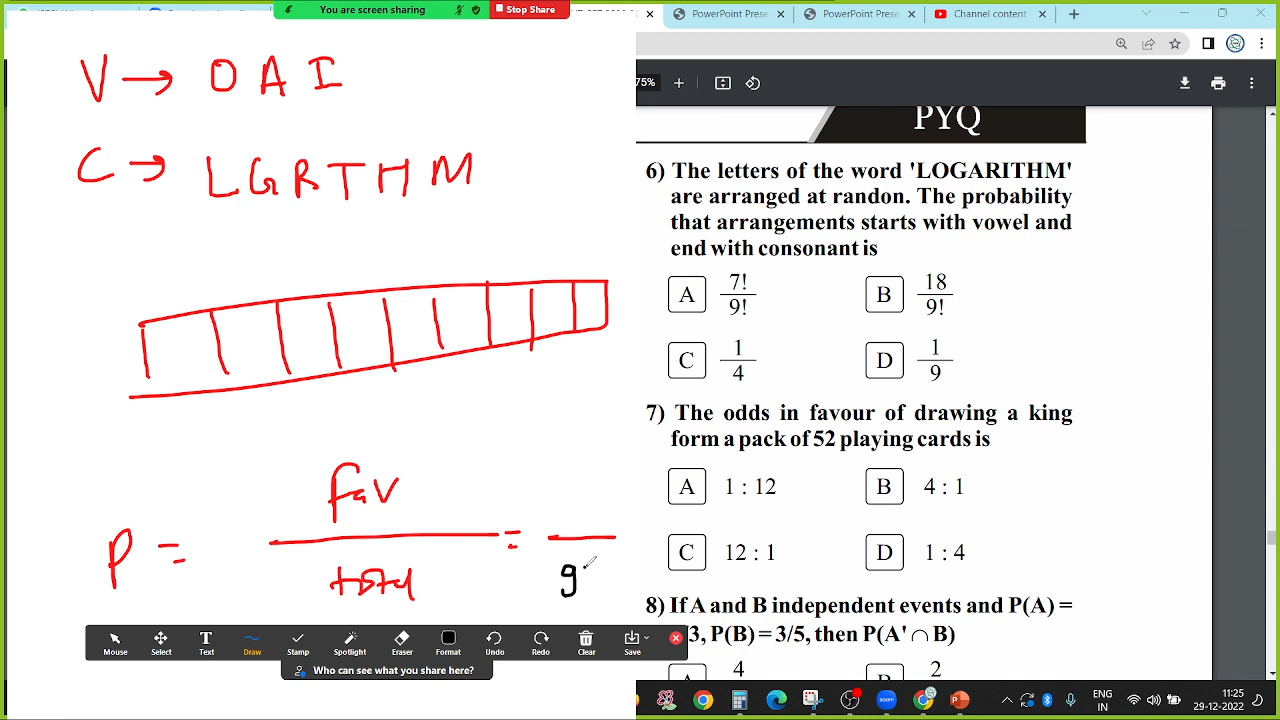 You are screen sharing
Stop Share
PowerPoint Prese
PowerPoint Prese
Channel content
V → O A I
C → L G R T H M
75%
PYQ
6) The letters of the word 'LOGARITHM'
are arranged at randon. The probability
that arrangements starts with vowel and
end with consonant is
A 7!/9!
B 18/9!
C 1/4
D 1/9
7) The odds in favour of drawing a king
form a pack of 52 playing cards is
A 1 : 12
B 4 : 1
C 12 : 1
D 1 : 4
8) If A and B independent events and P(A) =
3, P(B) = 3/5, then P(A' ∩ B)
4
2
P = fav/total = /9
Mouse
Select
Text
Draw
Stamp
Spotlight
Eraser
Format
Undo
Redo
Clear
Save
Who can see what you share here?
zoom
ENG
IN
11:25
29-12-2022